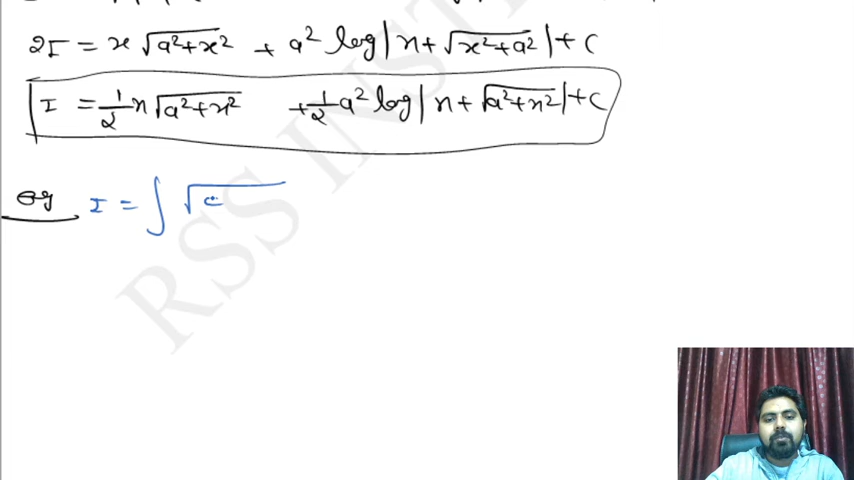 2I = x √(a²+x²) + a² log|x+√(x²+a²)|+c
I = 1/2 x √(a²+x²) + 1/2 a² log|x+√(a²+x²)|+c
eg I = ∫ √
RSS INSTI